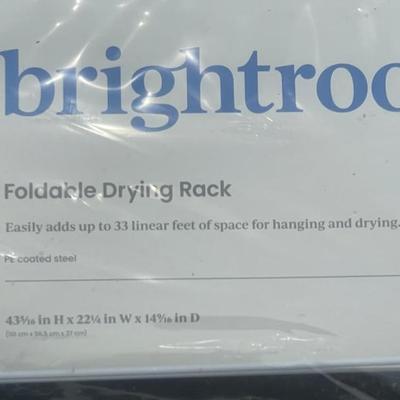 brightroo
Foldable Drying Rack
Easily adds up to 33 linear feet of space for hanging and drying.
PE coated steel
435/16 in H x 22¼ in W x 149/16 in D